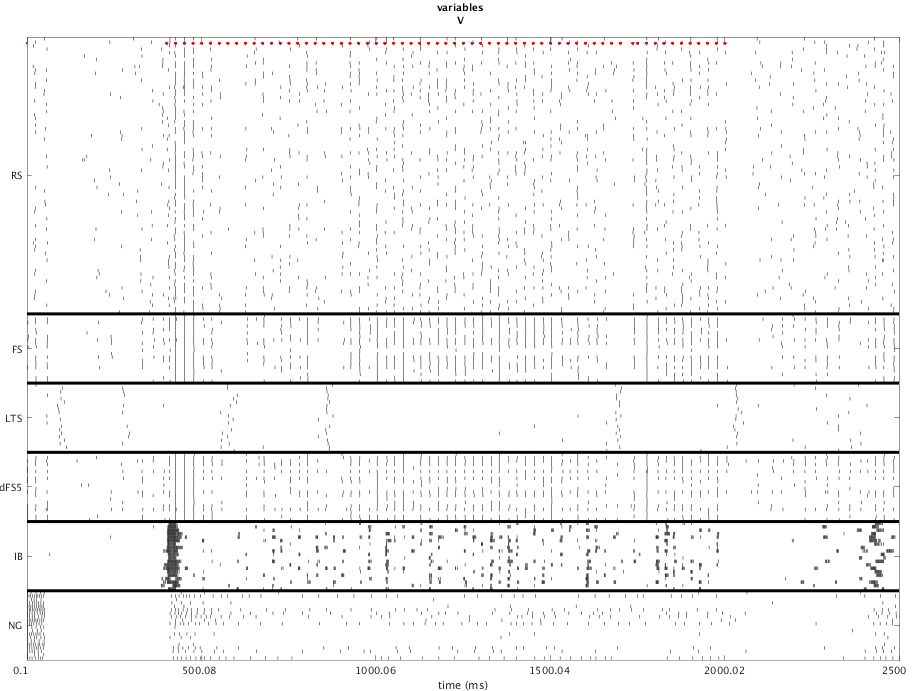 variables
V
RS
FS
LTS
dFS5
IB
NG
0.1
500.08
1000.06
1500.04
2000.02
2500
time (ms)